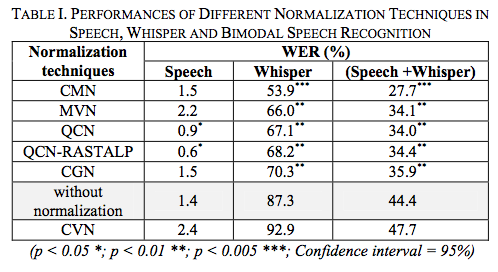 TABLE I. PERFORMANCES OF DIFFERENT NORMALIZATION TECHNIQUES IN
SPEECH, WHISPER AND BIMODAL SPEECH RECOGNITION
Normalization techniques WER (%)
Speech Whisper (Speech +Whisper)
CMN 1.5 53.9*** 27.7***
MVN 2.2 66.0** 34.1**
QCN 0.9* 67.1** 34.0**
QCN-RASTALP 0.6* 68.2** 34.4**
CGN 1.5 70.3** 35.9**
without normalization 1.4 87.3 44.4
CVN 2.4 92.9 47.7
(p < 0.05 *; p < 0.01 **; p < 0.005 ***; Confidence interval = 95%)